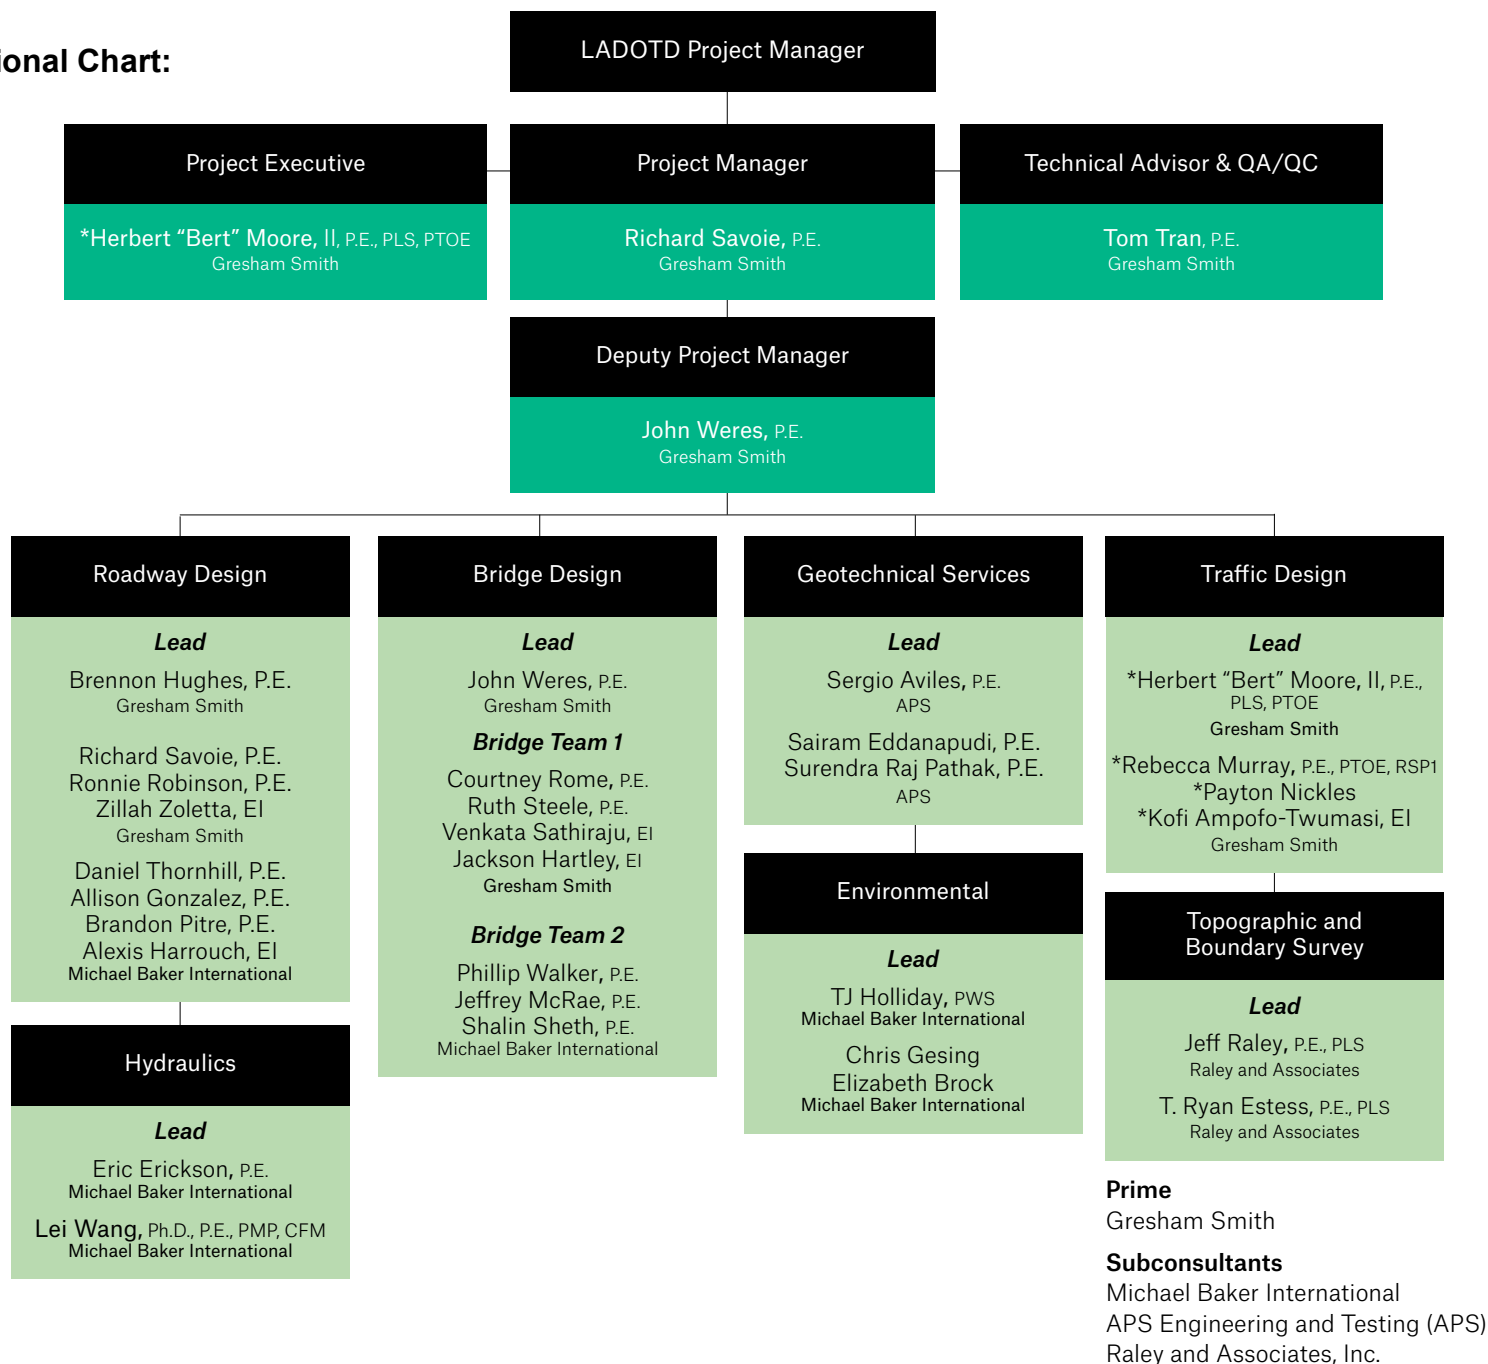 ional Chart:
LADOTD Project Manager
Project Executive
*Herbert “Bert” Moore, II, P.E., PLS, PTOE
Gresham Smith
Project Manager
Richard Savoie, P.E.
Gresham Smith
Technical Advisor & QA/QC
Tom Tran, P.E.
Gresham Smith
Deputy Project Manager
John Weres, P.E.
Gresham Smith
Roadway Design
Lead
Brennon Hughes, P.E.
Gresham Smith
Richard Savoie, P.E.
Ronnie Robinson, P.E.
Zillah Zoletta, EI
Gresham Smith
Daniel Thornhill, P.E.
Allison Gonzalez, P.E.
Brandon Pitre, P.E.
Alexis Harrouch, EI
Michael Baker International
Hydraulics
Lead
Eric Erickson, P.E.
Michael Baker International
Lei Wang, Ph.D., P.E., PMP, CFM
Michael Baker International
Bridge Design
Lead
John Weres, P.E.
Gresham Smith
Bridge Team 1
Courtney Rome, P.E.
Ruth Steele, P.E.
Venkata Sathiraju, EI
Jackson Hartley, EI
Gresham Smith
Bridge Team 2
Phillip Walker, P.E.
Jeffrey McRae, P.E.
Shalin Sheth, P.E.
Michael Baker International
Geotechnical Services
Lead
Sergio Aviles, P.E.
APS
Sairam Eddanapudi, P.E.
Surendra Raj Pathak, P.E.
APS
Environmental
Lead
TJ Holliday, PWS
Michael Baker International
Chris Gesing
Elizabeth Brock
Michael Baker International
Traffic Design
Lead
*Herbert “Bert” Moore, II, P.E.,
PLS, PTOE
Gresham Smith
*Rebecca Murray, P.E., PTOE, RSP1
*Payton Nickles
*Kofi Ampofo-Twumasi, EI
Gresham Smith
Topographic and
Boundary Survey
Lead
Jeff Raley, P.E., PLS
Raley and Associates
T. Ryan Estess, P.E., PLS
Raley and Associates
Prime
Gresham Smith
Subconsultants
Michael Baker International
APS Engineering and Testing (APS)
Raley and Associates, Inc.